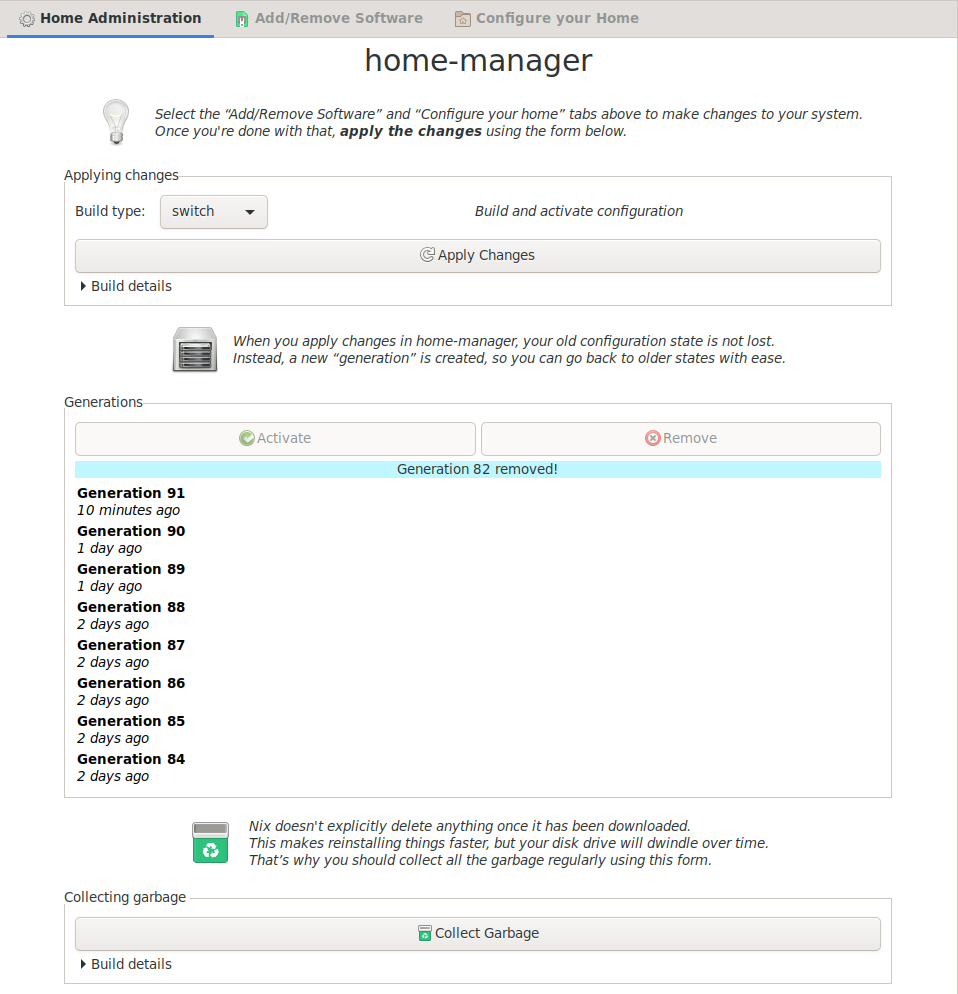 Home Administration
Add/Remove Software
Configure your Home
home-manager
Select the “Add/Remove Software” and “Configure your home” tabs above to make changes to your system.
Once you're done with that, apply the changes using the form below.
Applying changes
Build type:
switch
Build and activate configuration
Apply Changes
Build details
When you apply changes in home-manager, your old configuration state is not lost.
Instead, a new “generation” is created, so you can go back to older states with ease.
Generations
Activate
Remove
Generation 82 removed!
Generation 91
10 minutes ago
Generation 90
1 day ago
Generation 89
1 day ago
Generation 88
2 days ago
Generation 87
2 days ago
Generation 86
2 days ago
Generation 85
2 days ago
Generation 84
2 days ago
Nix doesn't explicitly delete anything once it has been downloaded.
This makes reinstalling things faster, but your disk drive will dwindle over time.
That’s why you should collect all the garbage regularly using this form.
Collecting garbage
Collect Garbage
Build details